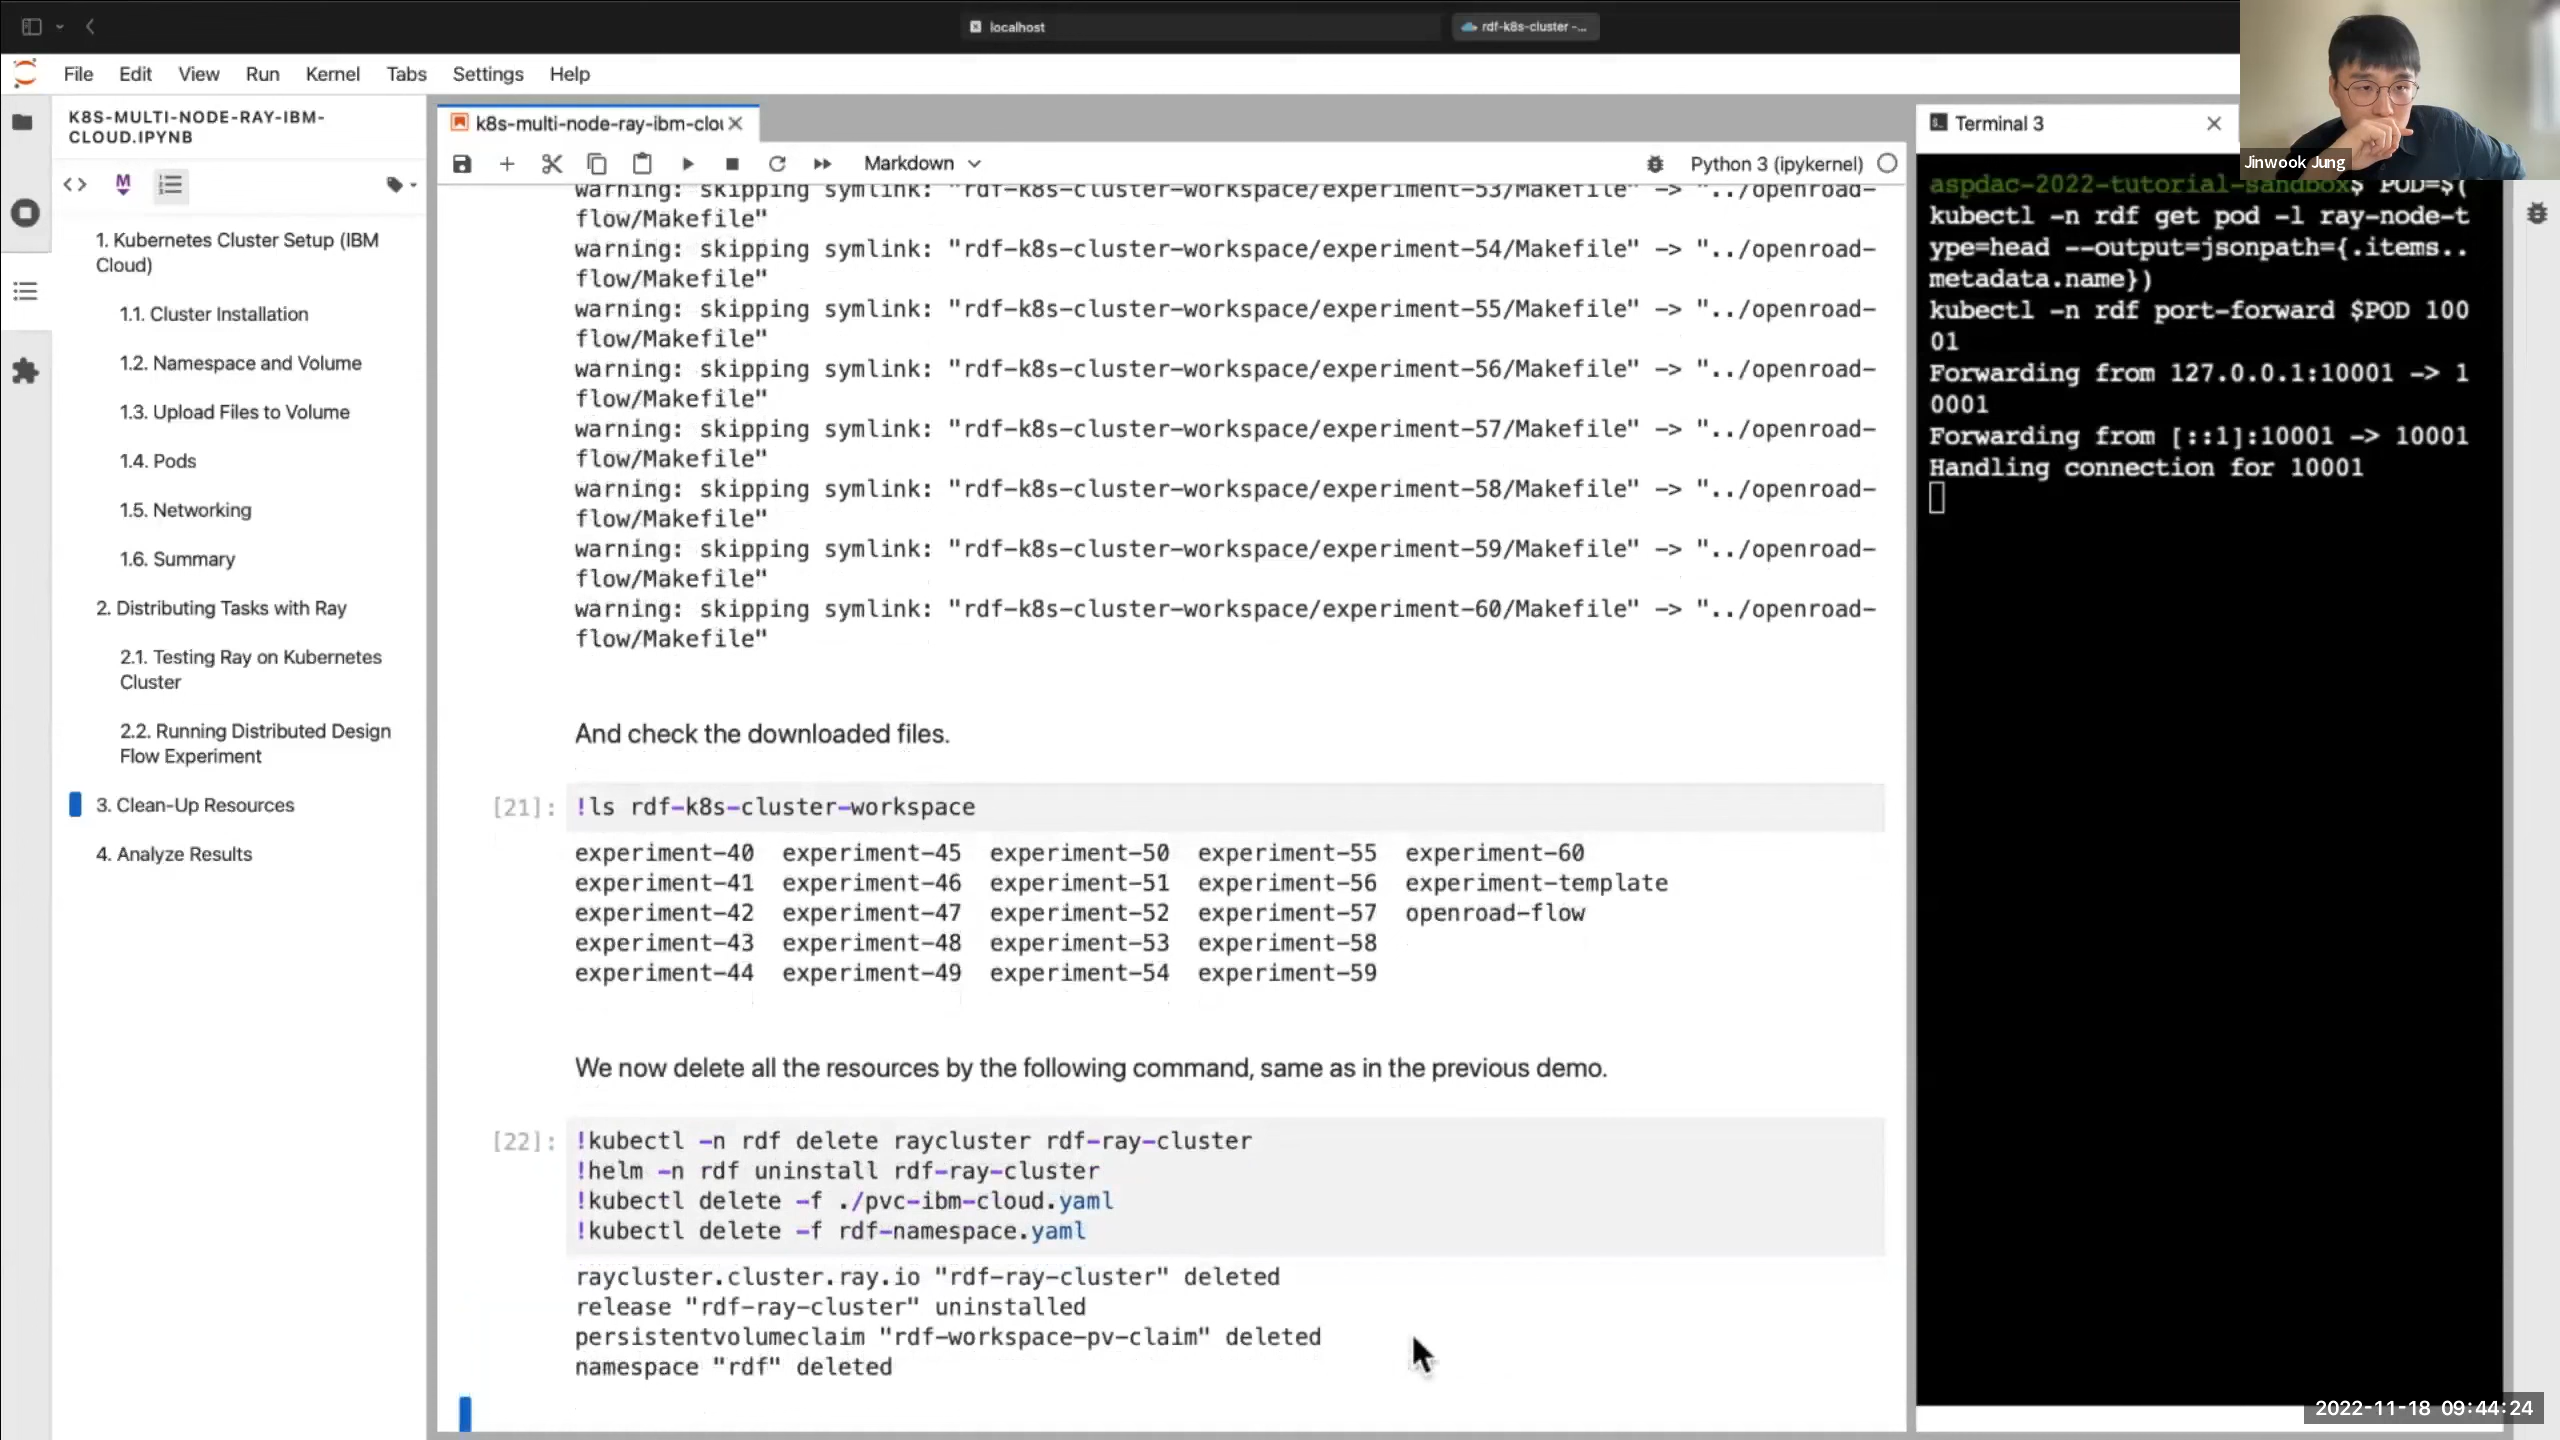 localhost
rdf-k8s-cluster -...
File Edit View Run Kernel Tabs Settings Help
K8S-MULTI-NODE-RAY-IBM-
CLOUD.IPYNB
1. Kubernetes Cluster Setup (IBM
Cloud)
1.1. Cluster Installation
1.2. Namespace and Volume
1.3. Upload Files to Volume
1.4. Pods
1.5. Networking
1.6. Summary
2. Distributing Tasks with Ray
2.1. Testing Ray on Kubernetes
Cluster
2.2. Running Distributed Design
Flow Experiment
3. Clean-Up Resources
4. Analyze Results
k8s-multi-node-ray-ibm-clou
Markdown
Python 3 (ipykernel)
warning: skipping symlink: "rdf-k8s-cluster-workspace/experiment-53/Makefile" -> "../openroad-
flow/Makefile"
warning: skipping symlink: "rdf-k8s-cluster-workspace/experiment-54/Makefile" -> "../openroad-
flow/Makefile"
warning: skipping symlink: "rdf-k8s-cluster-workspace/experiment-55/Makefile" -> "../openroad-
flow/Makefile"
warning: skipping symlink: "rdf-k8s-cluster-workspace/experiment-56/Makefile" -> "../openroad-
flow/Makefile"
warning: skipping symlink: "rdf-k8s-cluster-workspace/experiment-57/Makefile" -> "../openroad-
flow/Makefile"
warning: skipping symlink: "rdf-k8s-cluster-workspace/experiment-58/Makefile" -> "../openroad-
flow/Makefile"
warning: skipping symlink: "rdf-k8s-cluster-workspace/experiment-59/Makefile" -> "../openroad-
flow/Makefile"
warning: skipping symlink: "rdf-k8s-cluster-workspace/experiment-60/Makefile" -> "../openroad-
flow/Makefile"
And check the downloaded files.
[21]: !ls rdf-k8s-cluster-workspace
experiment-40 experiment-45 experiment-50 experiment-55 experiment-60
experiment-41 experiment-46 experiment-51 experiment-56 experiment-template
experiment-42 experiment-47 experiment-52 experiment-57 openroad-flow
experiment-43 experiment-48 experiment-53 experiment-58
experiment-44 experiment-49 experiment-54 experiment-59
We now delete all the resources by the following command, same as in the previous demo.
[22]: !kubectl -n rdf delete raycluster rdf-ray-cluster
!helm -n rdf uninstall rdf-ray-cluster
!kubectl delete -f ./pvc-ibm-cloud.yaml
!kubectl delete -f rdf-namespace.yaml
raycluster.cluster.ray.io "rdf-ray-cluster" deleted
release "rdf-ray-cluster" uninstalled
persistentvolumeclaim "rdf-workspace-pv-claim" deleted
namespace "rdf" deleted
Terminal 3
aspdac-2022-tutorial-sandbox$ POD=$(
kubectl -n rdf get pod -l ray-node-t
ype=head --output=jsonpath={.items..
metadata.name})
kubectl -n rdf port-forward $POD 100
01
Forwarding from 127.0.0.1:10001 -> 1
0001
Forwarding from [::1]:10001 -> 10001
Handling connection for 10001
Jinwook Jung
2022-11-18 09:44:24